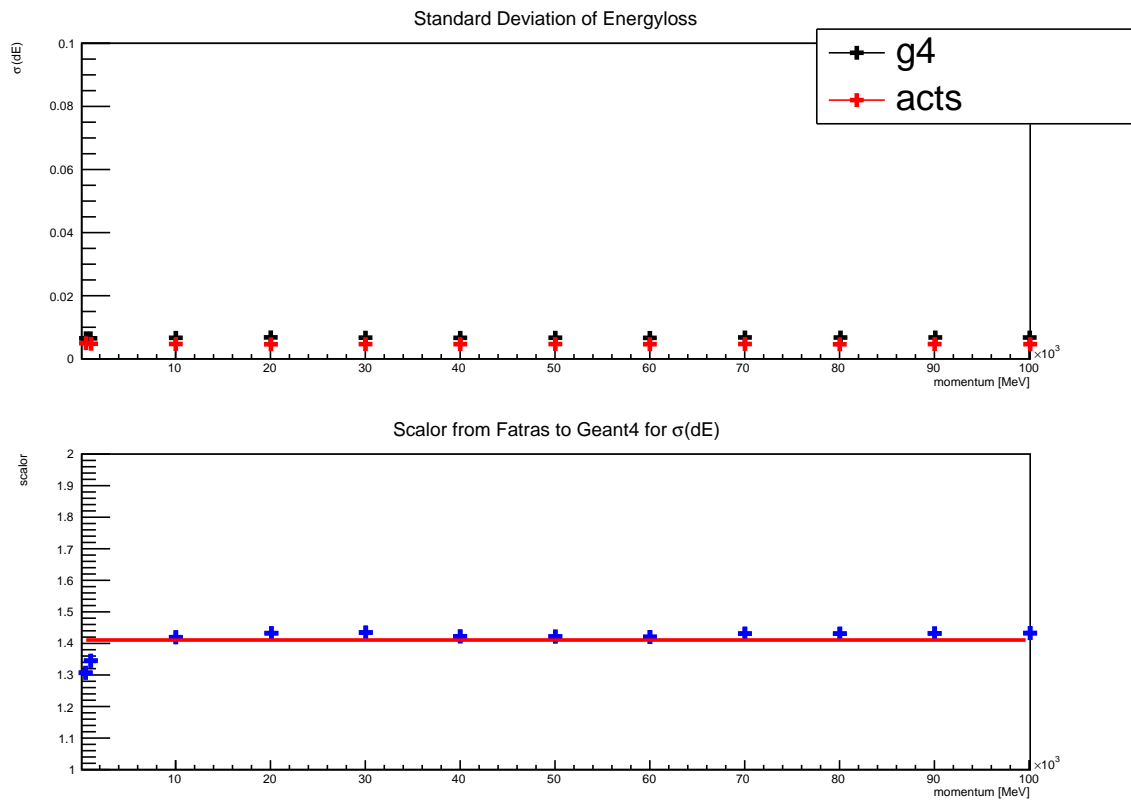 Standard Deviation of Energyloss
σ(dE)
0.1
0.08
0.06
0.04
0.02
0
g4
acts
10 20 30 40 50 60 70 80 90 100
×10³
momentum [MeV]
Scalor from Fatras to Geant4 for σ(dE)
scalor
2
1.9
1.8
1.7
1.6
1.5
1.4
1.3
1.2
1.1
1
10 20 30 40 50 60 70 80 90 100
×10³
momentum [MeV]